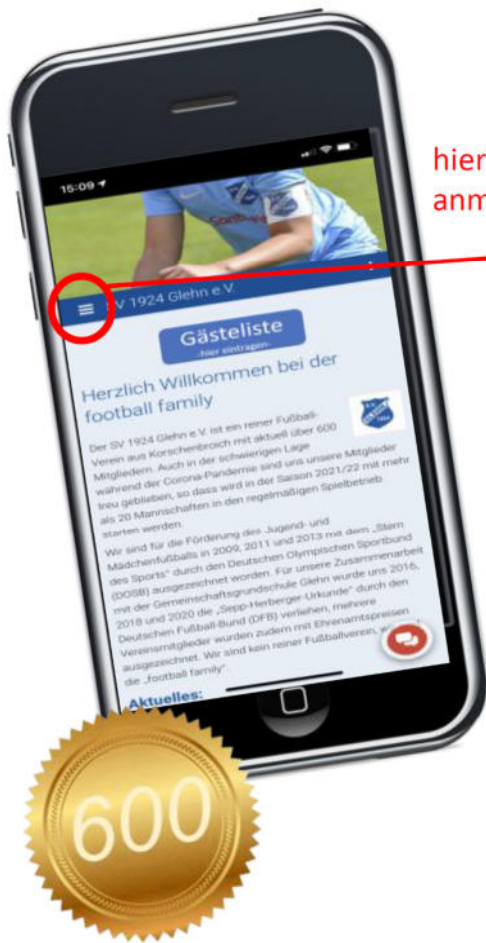 15:09
hier
anm
SV 1924 Glehn e.V.
Gästeliste
-hier eintragen-
Herzlich Willkommen bei der
football family
Der SV 1924 Glehn e.V. ist ein reiner Fußball-
Verein aus Korschenbroich mit aktuell über 600
Mitgliedern. Auch in der schwierigen Lage
während der Corona-Pandemie sind uns unsere Mitglieder
treu geblieben, so dass wird in der Saison 2021/22 mit mehr
als 20 Mannschaften in den regelmäßigen Spielbetrieb
starten werden.
Wir sind für die Förderung des Jugend- und
Mädchenfußballs in 2009, 2011 und 2013 mit dem „Stern
des Sports“ durch den Deutschen Olympischen Sportbund
(DOSB) ausgezeichnet worden. Für unsere Zusammenarbeit
mit der Gemeinschaftsgrundschule Glehn wurde uns 2016,
2018 und 2020 die „Sepp-Herberger-Urkunde“ durch den
Deutschen Fußball-Bund (DFB) verliehen, mehrere
Vereinsmitglieder wurden zudem mit Ehrenamtspreisen
ausgezeichnet. Wir sind kein reiner Fußballverein,
die „football family“.
Aktuelles:
600